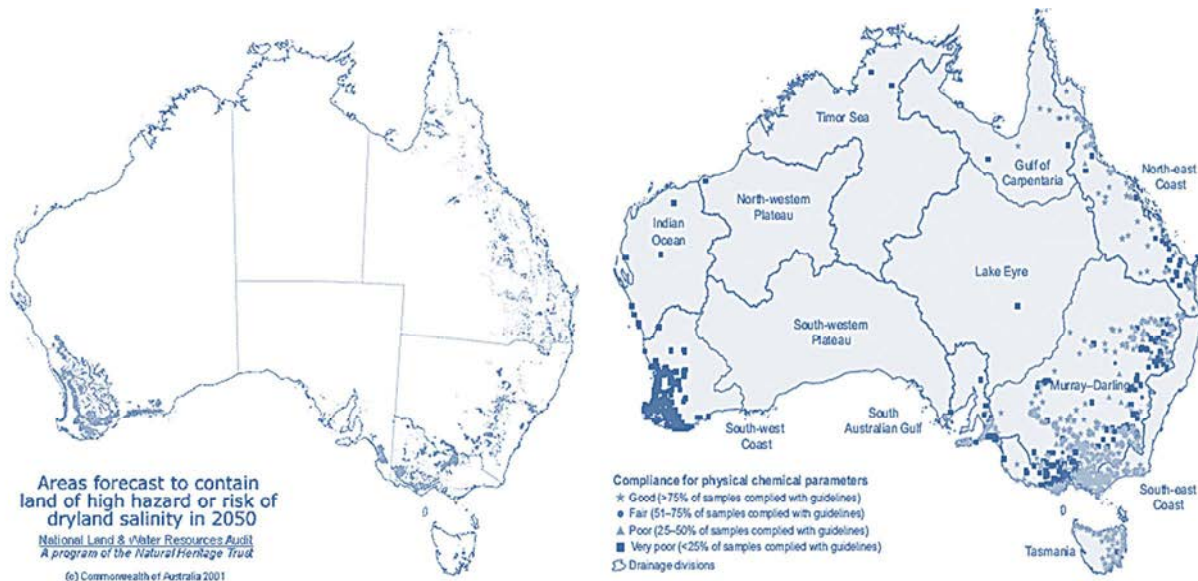 Areas forecast to contain
land of high hazard or risk of
dryland salinity in 2050
National Land & Water Resources Audit
A program of the Natural Heritage Trust
(c) Commonwealth of Australia 2001
Timor Sea
Gulf of
Carpentaria
North-east
Coast
North-western
Plateau
Indian
Ocean
Lake Eyre
South-western
Plateau
Murray–Darling
South
Australian Gulf
South-west
Coast
South-east
Coast
Tasmania
Compliance for physical chemical parameters
Good (>75% of samples complied with guidelines)
Fair (51–75% of samples complied with guidelines)
Poor (25–50% of samples complied with guidelines)
Very poor (<25% of samples complied with guidelines)
Drainage divisions